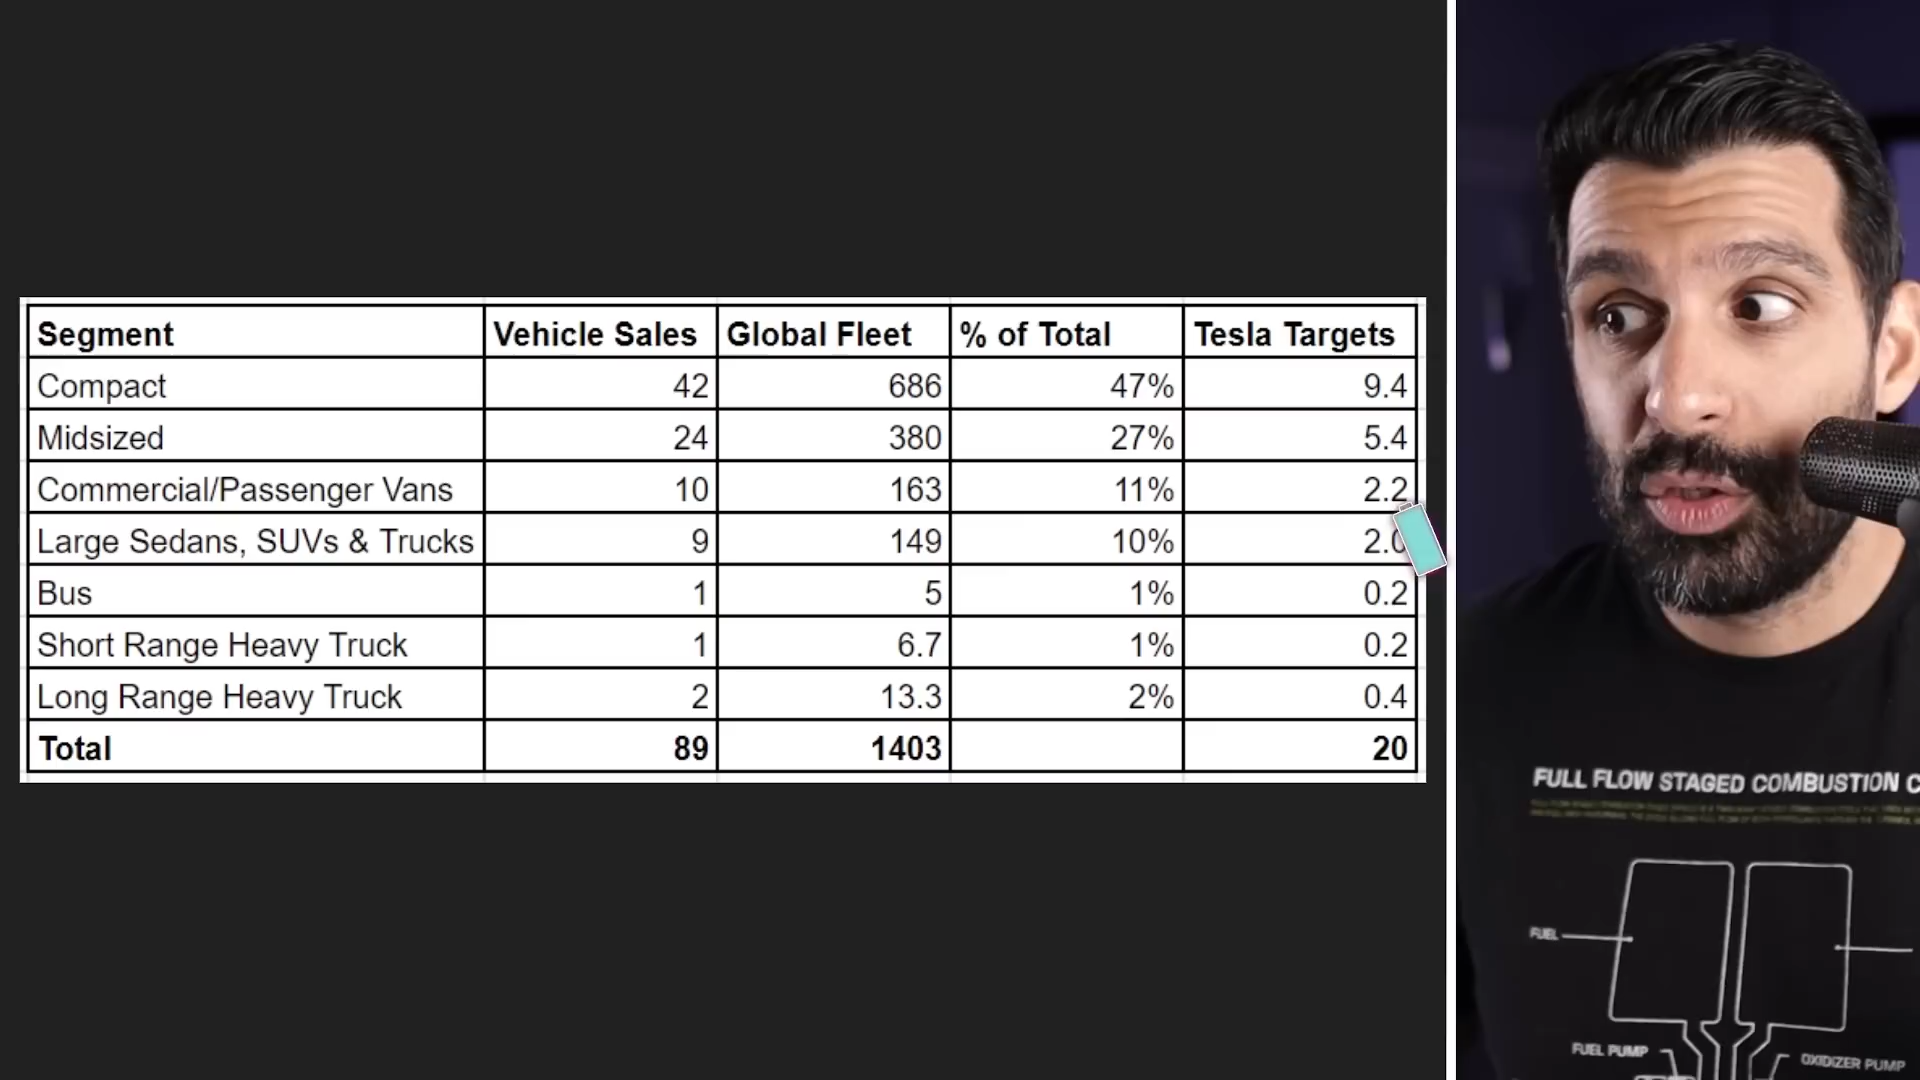 Segment Vehicle Sales Global Fleet % of Total Tesla Targets
Compact 42 686 47% 9.4
Midsized 24 380 27% 5.4
Commercial/Passenger Vans 10 163 11% 2.2
Large Sedans, SUVs & Trucks 9 149 10% 2.0
Bus 1 5 1% 0.2
Short Range Heavy Truck 1 6.7 1% 0.2
Long Range Heavy Truck 2 13.3 2% 0.4
Total 89 1403 20
FULL FLOW STAGED COMBUSTION C
FUEL
FUEL PUMP
OXIDIZER PUMP